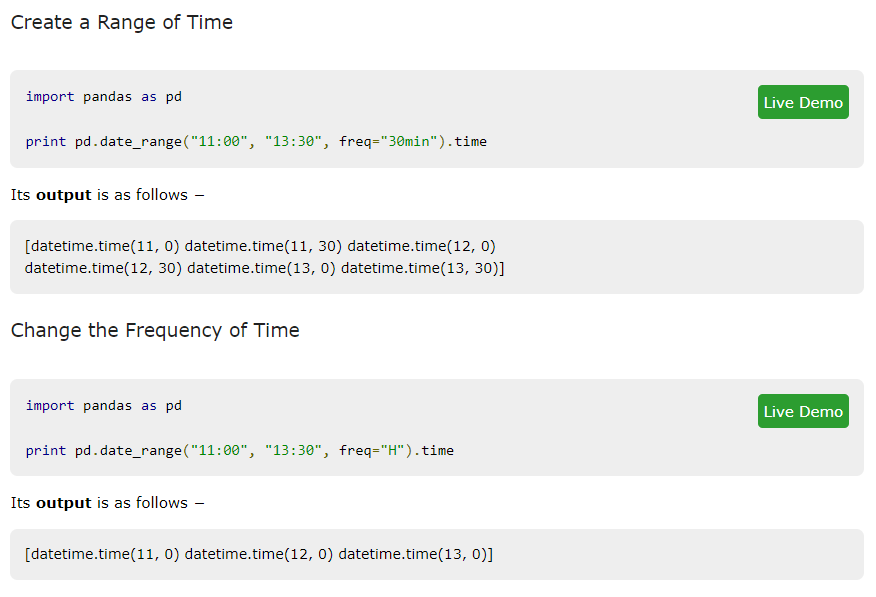 Create a Range of Time
import pandas as pd
Live Demo
print pd.date_range("11:00", "13:30", freq="30min").time
Its output is as follows −
[datetime.time(11, 0) datetime.time(11, 30) datetime.time(12, 0)
datetime.time(12, 30) datetime.time(13, 0) datetime.time(13, 30)]
Change the Frequency of Time
import pandas as pd
Live Demo
print pd.date_range("11:00", "13:30", freq="H").time
Its output is as follows −
[datetime.time(11, 0) datetime.time(12, 0) datetime.time(13, 0)]